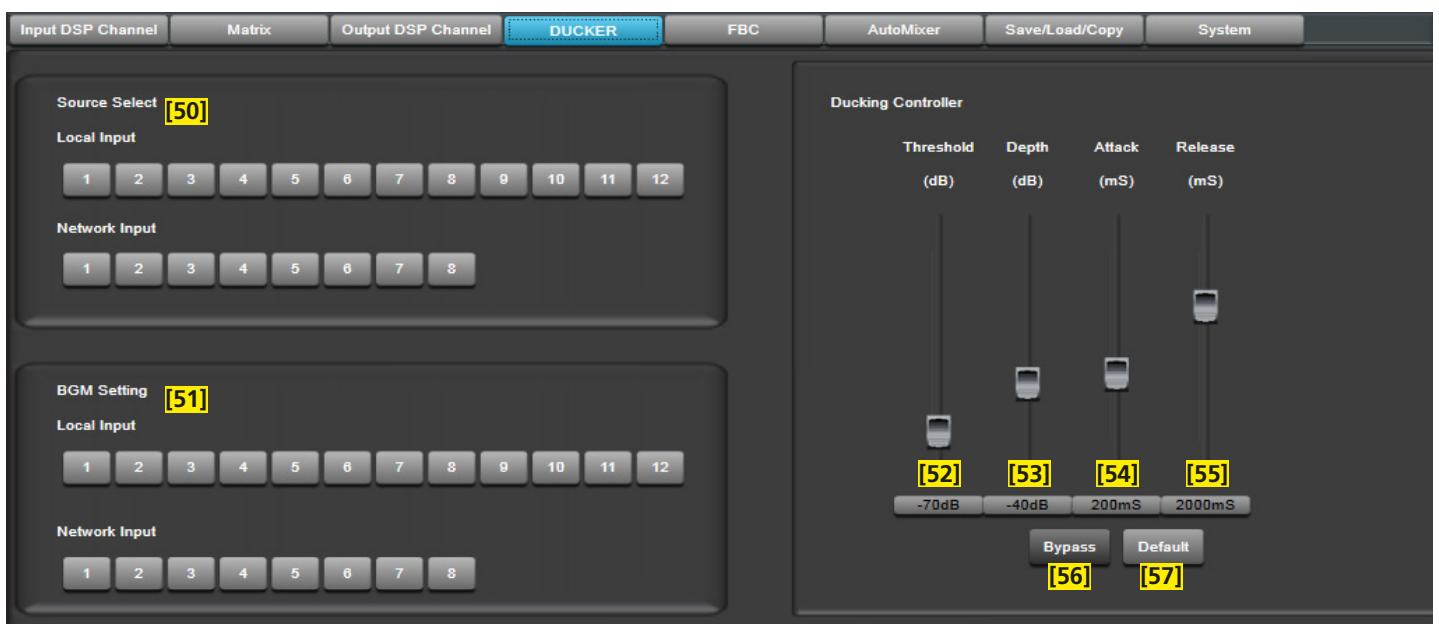 Input DSP Channel Matrix Output DSP Channel DUCKER FBC AutoMixer Save/Load/Copy System
Source Select [50]
Local Input
1 2 3 4 5 6 7 8 9 10 11 12
Network Input
1 2 3 4 5 6 7 8
BGM Setting [51]
Local Input
1 2 3 4 5 6 7 8 9 10 11 12
Network Input
1 2 3 4 5 6 7 8
Ducking Controller
Threshold Depth Attack Release
(dB) (dB) (mS) (mS)
[52] [53] [54] [55]
-70dB -40dB 200mS 2000mS
Bypass Default
[56] [57]